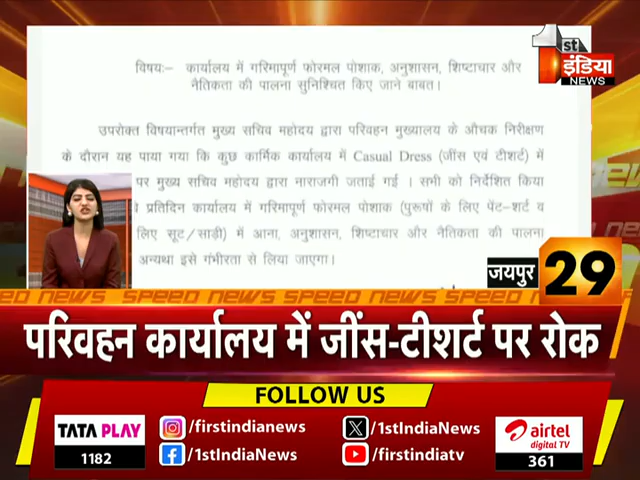 1st
इंडिया
NEWS
विषय:– कार्यालय में गरिमापूर्ण फोरमल पोशाक, अनुशासन, शिष्टाचार और
नैतिकता की पालना सुनिश्चित किए जाने बाबत।
उपरोक्त विषयान्तर्गत मुख्य सचिव महोदय द्वारा परिवहन मुख्यालय के औचक निरीक्षण
के दौरान यह पाया गया कि कुछ कार्मिक कार्यालय में Casual Dress (जींस एवं टीशर्ट) में
पर मुख्य सचिव महोदय द्वारा नाराजगी जताई गई । सभी को निर्देशित किया
प्रतिदिन कार्यालय में गरिमापूर्ण फोरमल पोशाक (पुरूषों के लिए पेंट–शर्ट व
लिए सूट/साड़ी) में आना, अनुशासन, शिष्टाचार और नैतिकता की पालना
अन्यथा इसे गंभीरता से लिया जाएगा।
जयपुर 29
SPEED NEWS SPEED NEWS SPEED NEWS SPEED NEWS
परिवहन कार्यालय में जींस-टीशर्ट पर रोक
FOLLOW US
TATA PLAY
1182
/firstindianews
/1stIndiaNews
/1stIndiaNews
/firstindiatv
airtel
digital TV
361